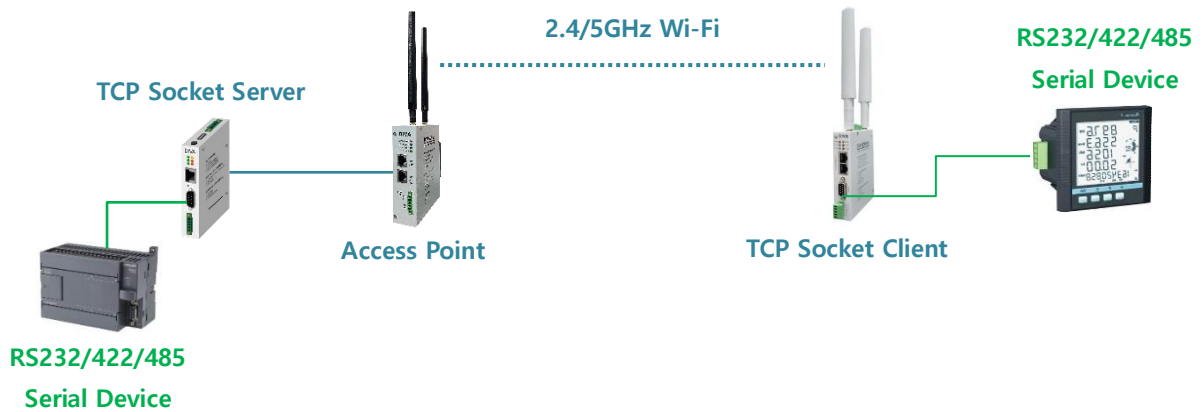 2.4/5GHz Wi-Fi
RS232/422/485
Serial Device
TCP Socket Server
Access Point
TCP Socket Client
RS232/422/485
Serial Device